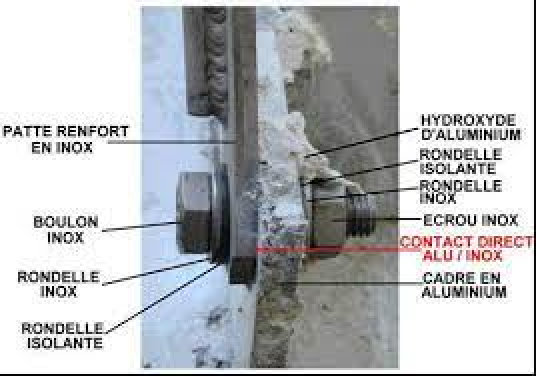 PATTE RENFORT
EN INOX
BOULON
INOX
RONDELLE
INOX
RONDELLE
ISOLANTE
HYDROXYDE
D'ALUMINIUM
RONDELLE
ISOLANTE
RONDELLE
INOX
ECROU INOX
CONTACT DIRECT
ALU / INOX
CADRE EN
ALUMINIUM